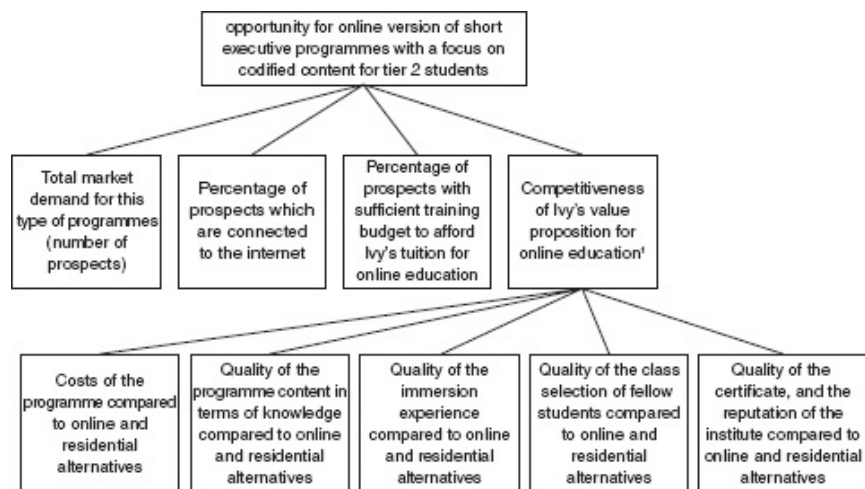 opportunity for online version of short
executive programmes with a focus on
codified content for tier 2 students
Total market
demand for this
type of programmes
(number of
prospects)
Percentage of
prospects which
are connected
to the internet
Percentage of
prospects with
sufficient training
budget to afford
Ivy's tuition for
online education
Competitiveness
of Ivy's value
proposition for
online education¹
Costs of the
programme compared
to online and
residential
alternatives
Quality of the
programme content in
terms of knowledge
compared to online
and residential
alternatives
Quality of the
immersion
experience
compared to online
and residential
alternatives
Quality of the class
selection of fellow
students compared
to online and
residential
alternatives
Quality of the
certificate, and the
reputation of the
institute compared to
online and residential
alternatives